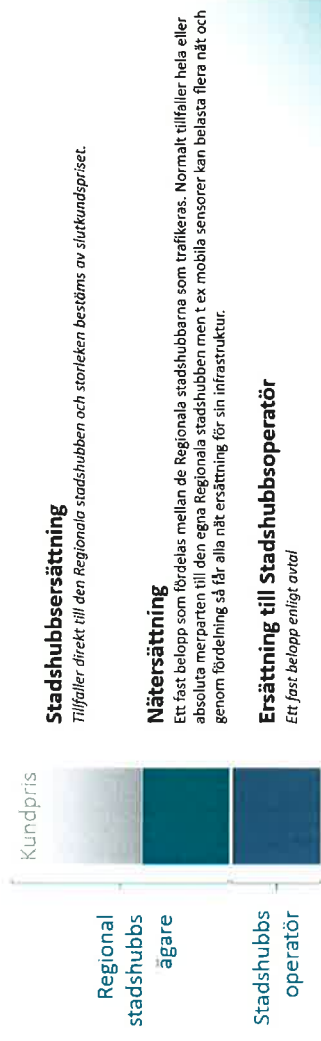 Kundpris
Regional
stadshubbs
ägare
Stadshubbs
operatör
Stadshubbsersättning
Tillfaller direkt till den Regionala stadshubben och storleken bestäms av slutkundspriset.
Nätersättning
Ett fast belopp som fördelas mellan de Regionala stadshubbarna som trafikeras. Normalt tillfaller hela eller
absoluta merparten till den egna Regionala stadshubben men t ex mobila sensorer kan belasta flera nät och
genom fördelning så får alla nät ersättning för sin infrastruktur.
Ersättning till Stadshubbsoperatör
Ett fast belopp enligt avtal